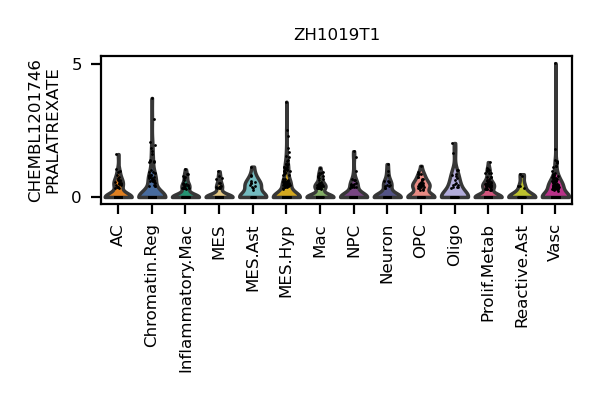 ZH1019T1
CHEMBL1201746
PRALATREXATE
5
0
AC
Chromatin.Reg
Inflammatory.Mac
MES
MES.Ast
MES.Hyp
Mac
NPC
Neuron
OPC
Oligo
Prolif.Metab
Reactive.Ast
Vasc